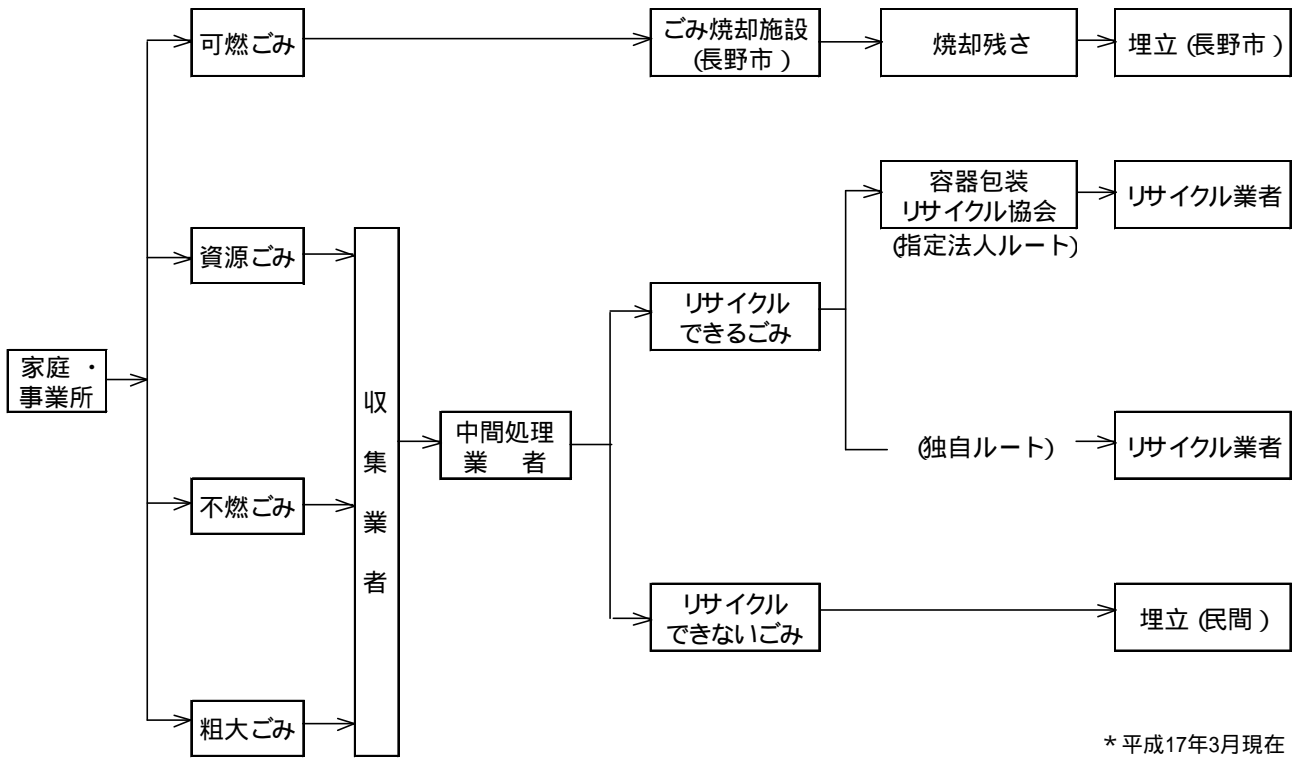 可燃ごみ
ごみ焼却施設
(長野市)
焼却残さ
埋立(長野市)
資源ごみ
容器包装
リサイクル協会
(指定法人ルート)
リサイクル業者
リサイクル
できるごみ
家庭・
事業所
収集業者
中間処理
業者
(独自ルート)
リサイクル業者
不燃ごみ
リサイクル
できないごみ
埋立(民間)
粗大ごみ
*平成17年3月現在